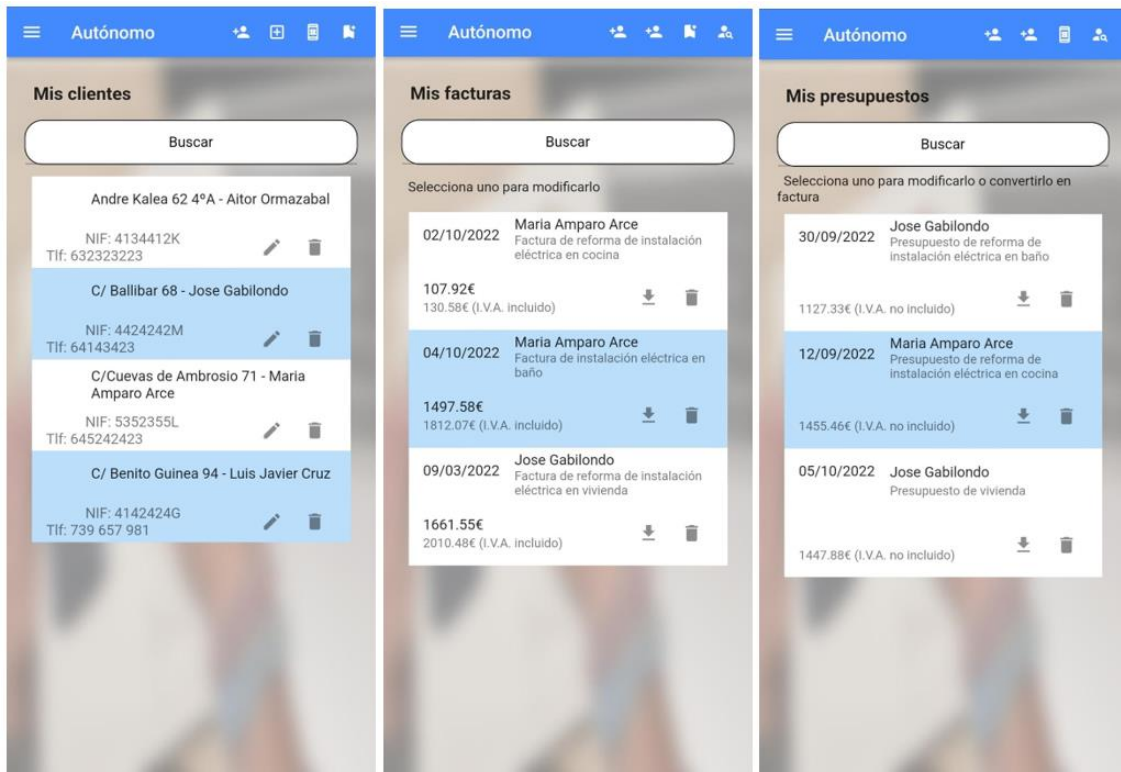 Autónomo
Mis clientes
Buscar
Andre Kalea 62 4ºA - Aitor Ormazabal
NIF: 4134412K
Tlf: 632323223
C/ Ballibar 68 - Jose Gabilondo
NIF: 4424242M
Tlf: 64143423
C/Cuevas de Ambrosio 71 - Maria
Amparo Arce
NIF: 5352355L
Tlf: 645242423
C/ Benito Guinea 94 - Luis Javier Cruz
NIF: 4142424G
Tlf: 739 657 981
Autónomo
Mis facturas
Buscar
Selecciona uno para modificarlo
02/10/2022
Maria Amparo Arce
Factura de reforma de instalación
eléctrica en cocina
107.92€
130.58€ (I.V.A. incluido)
04/10/2022
Maria Amparo Arce
Factura de instalación eléctrica en
baño
1497.58€
1812.07€ (I.V.A. incluido)
09/03/2022
Jose Gabilondo
Factura de reforma de instalación
eléctrica en vivienda
1661.55€
2010.48€ (I.V.A. incluido)
Autónomo
Mis presupuestos
Buscar
Selecciona uno para modificarlo o convertirlo en
factura
30/09/2022
Jose Gabilondo
Presupuesto de reforma de
instalación eléctrica en baño
1127.33€ (I.V.A. no incluido)
12/09/2022
Maria Amparo Arce
Presupuesto de reforma de
instalación eléctrica en cocina
1455.46€ (I.V.A. no incluido)
05/10/2022
Jose Gabilondo
Presupuesto de vivienda
1447.88€ (I.V.A. no incluido)